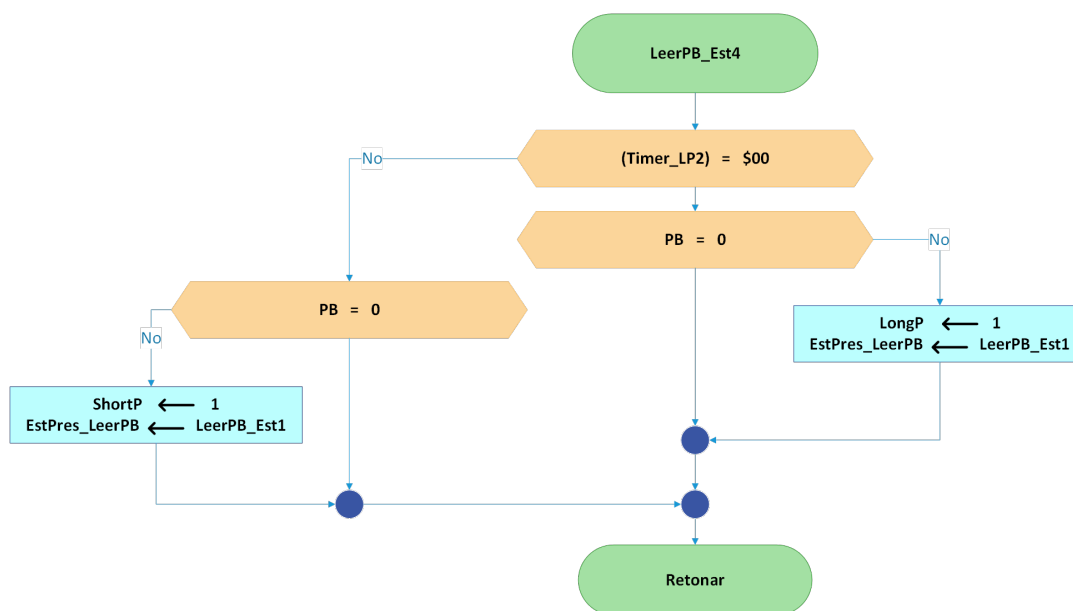 LeerPB_Est4
(Timer_LP2) = $00
No
PB = 0
No
PB = 0
No
LongP ← 1
EstPres_LeerPB ← LeerPB_Est1
ShortP ← 1
EstPres_LeerPB ← LeerPB_Est1
Retonar